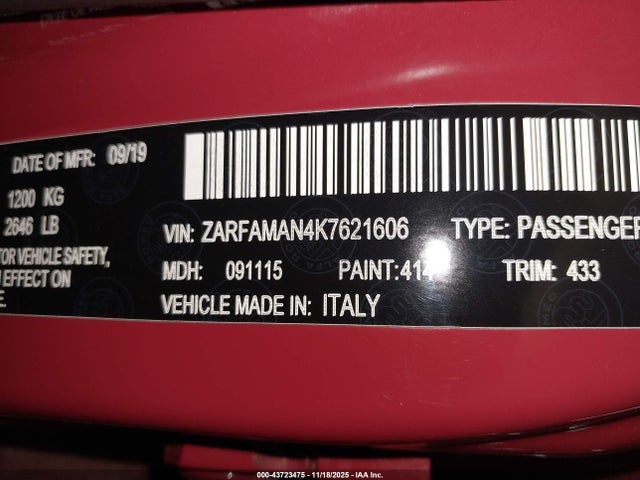 DATE OF MFR: 09/19
1200 KG
2646 LB
TOR VEHICLE SAFETY,
EFFECT ON
VIN: ZARFAMAN4K7621606 TYPE: PASSENGER
MDH: 091115 PAINT:414 TRIM: 433
VEHICLE MADE IN: ITALY
000-43723475 - 11/18/2025 - IAA Inc.